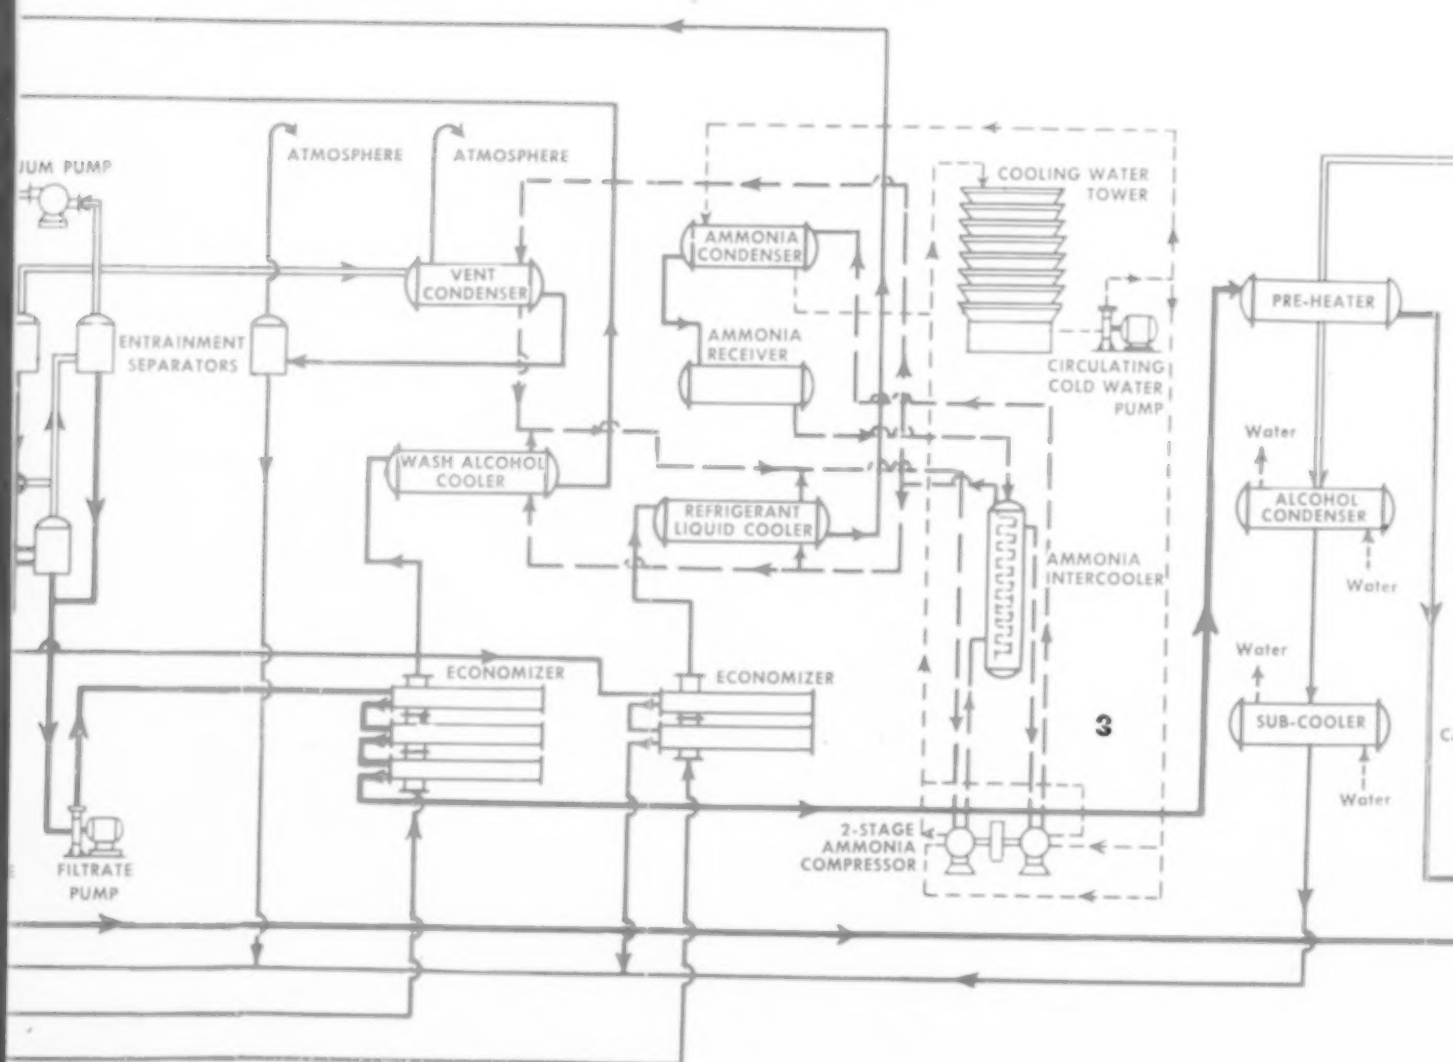 ATMOSPHERE
ATMOSPHERE
PUMP
COOLING WATER
TOWER
AMMONIA
CONDENSER
VENT
CONDENSER
PRE-HEATER
ENTRAINMENT
SEPARATORS
AMMONIA
RECEIVER
CIRCULATING
COLD WATER
PUMP
Water
WASH ALCOHOL
COOLER
REFRIGERANT
LIQUID COOLER
ALCOHOL
CONDENSER
AMMONIA
INTERCOOLER
Water
Water
ECONOMIZER
ECONOMIZER
3
SUB-COOLER
Water
2-STAGE
AMMONIA
COMPRESSOR
FILTRATE
PUMP